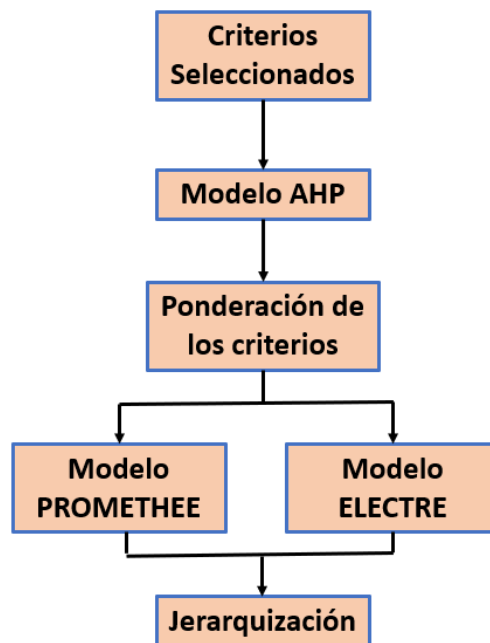 Criterios
Seleccionados
Modelo AHP
Ponderación de
los criterios
Modelo
PROMETHEE
Modelo
ELECTRE
Jerarquización